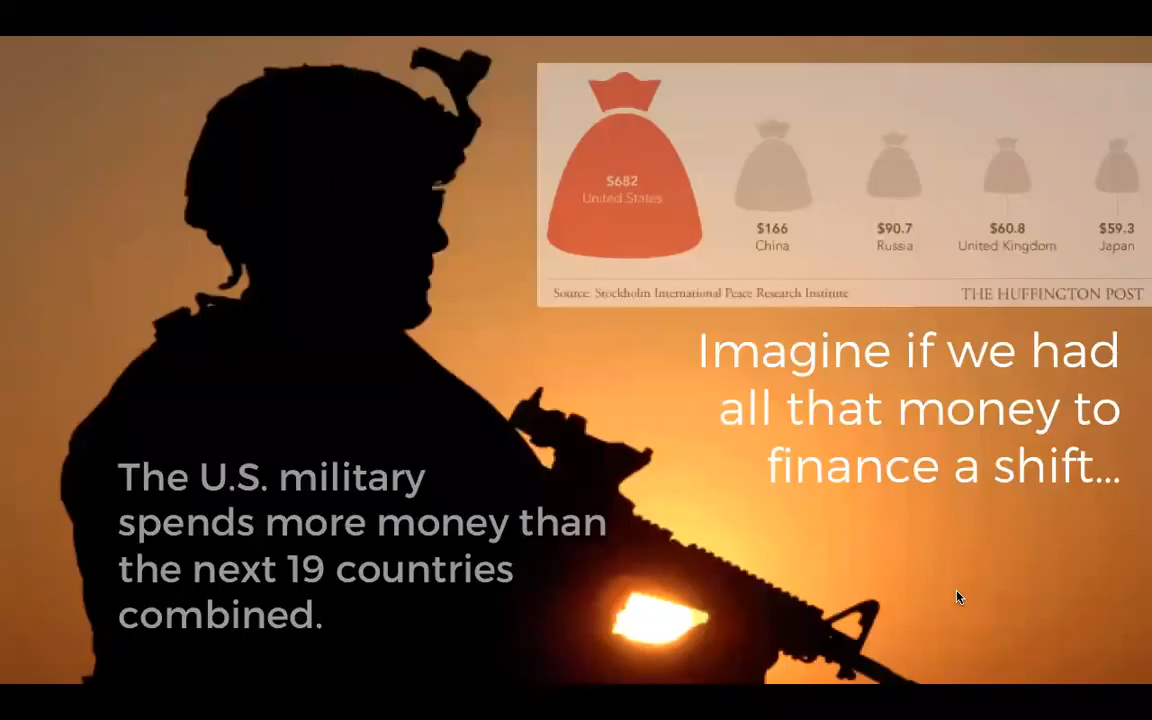 $682
United States
$166
China
$90.7
Russia
$60.8
United Kingdom
$59.3
Japan
Source: Stockholm International Peace Research Institute
THE HUFFINGTON POST
Imagine if we had
all that money to
finance a shift...
The U.S. military
spends more money than
the next 19 countries
combined.